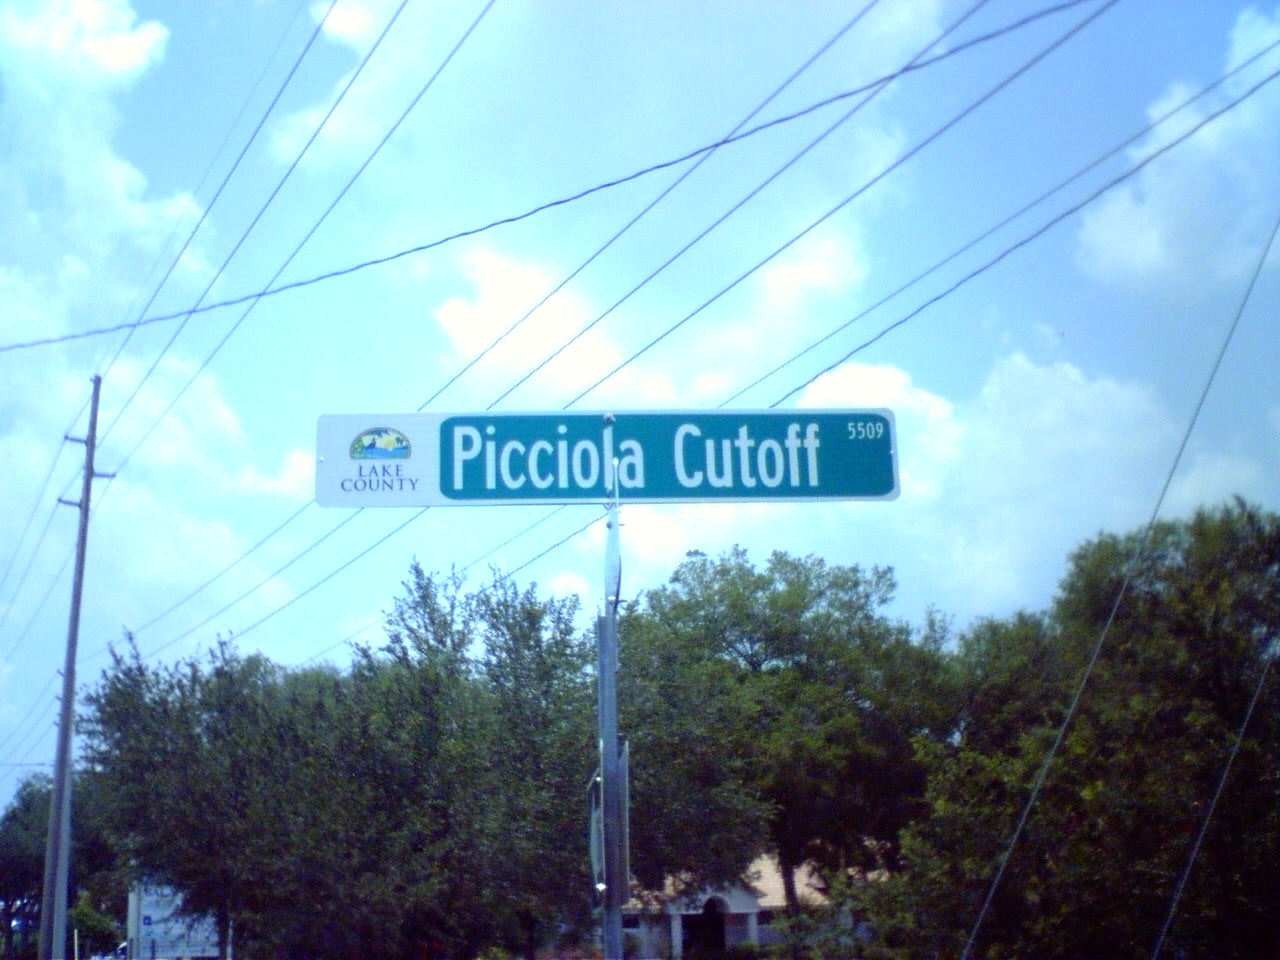 LAKE
COUNTY
Picciola Cutoff 5509